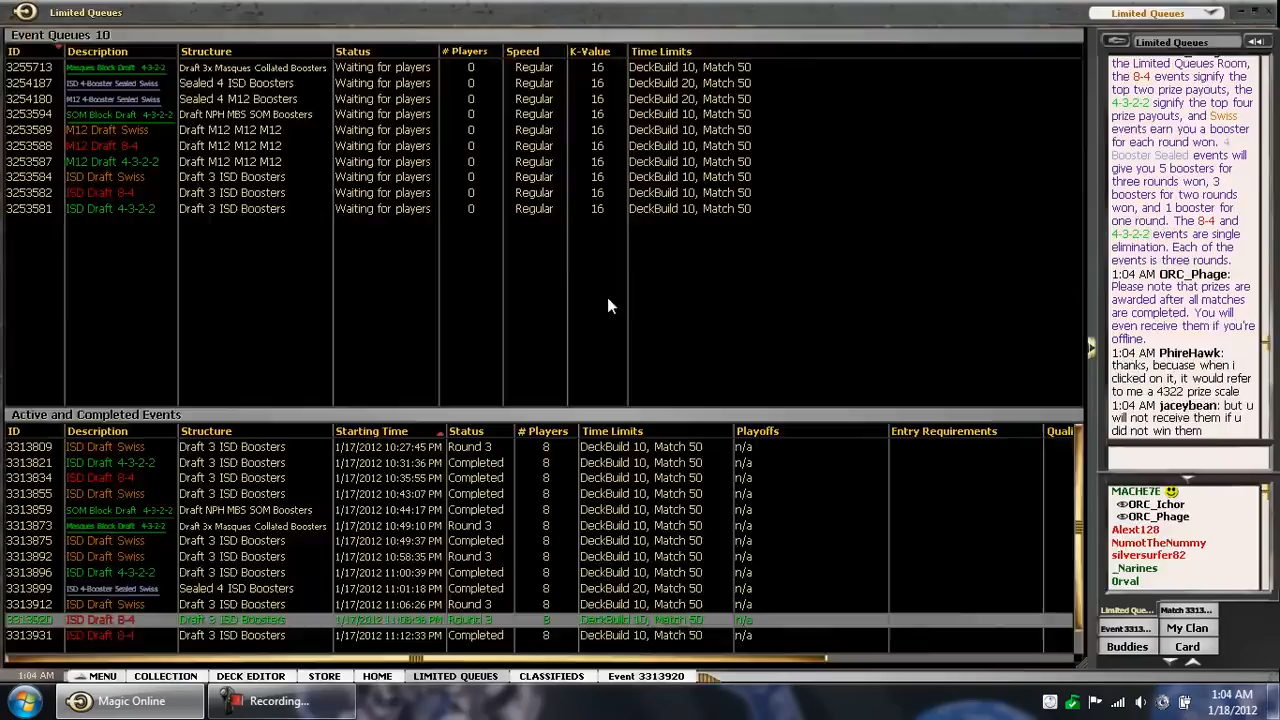 Limited Queues
Limited Queues
Event Queues 10
ID Description Structure Status # Players Speed K-Value Time Limits
3255713 Masques Block Draft 4-3-2-2 Draft 3x Masques Collated Boosters Waiting for players 0 Regular 16 DeckBuild 10, Match 50
3254187 ISD 4-Booster Sealed Swiss Sealed 4 ISD Boosters Waiting for players 0 Regular 16 DeckBuild 20, Match 50
3254180 M12 4-Booster Sealed Swiss Sealed 4 M12 Boosters Waiting for players 0 Regular 16 DeckBuild 20, Match 50
3253594 SOM Block Draft 4-3-2-2 Draft NPH MBS SOM Boosters Waiting for players 0 Regular 16 DeckBuild 10, Match 50
3253589 M12 Draft Swiss Draft M12 M12 M12 Waiting for players 0 Regular 16 DeckBuild 10, Match 50
3253588 M12 Draft 8-4 Draft M12 M12 M12 Waiting for players 0 Regular 16 DeckBuild 10, Match 50
3253587 M12 Draft 4-3-2-2 Draft M12 M12 M12 Waiting for players 0 Regular 16 DeckBuild 10, Match 50
3253584 ISD Draft Swiss Draft 3 ISD Boosters Waiting for players 0 Regular 16 DeckBuild 10, Match 50
3253582 ISD Draft 8-4 Draft 3 ISD Boosters Waiting for players 0 Regular 16 DeckBuild 10, Match 50
3253581 ISD Draft 4-3-2-2 Draft 3 ISD Boosters Waiting for players 0 Regular 16 DeckBuild 10, Match 50
Active and Completed Events
ID Description Structure Starting Time Status # Players Time Limits Playoffs Entry Requirements Quali
3313809 ISD Draft Swiss Draft 3 ISD Boosters 1/17/2012 10:27:45 PM Round 3 8 DeckBuild 10, Match 50 n/a
3313821 ISD Draft 4-3-2-2 Draft 3 ISD Boosters 1/17/2012 10:31:36 PM Completed 8 DeckBuild 10, Match 50 n/a
3313834 ISD Draft 8-4 Draft 3 ISD Boosters 1/17/2012 10:35:55 PM Completed 8 DeckBuild 10, Match 50 n/a
3313855 ISD Draft Swiss Draft 3 ISD Boosters 1/17/2012 Completed 8 DeckBuild 10, Match 50 n/a
3313859 SOM Block Draft 4-3-2-2 Draft NPH MBS SOM Boosters 1/17/2012 Completed 8 DeckBuild 10, Match 50 n/a
3313873 Masques Block Draft 4-3-2-2 Draft 3x Masques Collated Boosters 1/17/2012 Round 3 8 DeckBuild 10, Match 50 n/a
3313875 ISD Draft Swiss Draft 3 ISD Boosters 1/17/2012 Completed 8 DeckBuild 10, Match 50 n/a
3313892 ISD Draft Swiss Draft 3 ISD Boosters 1/17/2012 Round 3 8 DeckBuild 10, Match 50 n/a
3313896 ISD Draft 4-3-2-2 Draft 3 ISD Boosters 1/17/2012 Completed 8 DeckBuild 10, Match 50 n/a
3313899 ISD 4-Booster Sealed Swiss Sealed 4 ISD Boosters 1/17/2012 11:01:18 PM Completed 8 DeckBuild 20, Match 50 n/a
3313912 ISD Draft Swiss Draft 3 ISD Boosters 1/17/2012 11:06:26 PM Round 3 8 DeckBuild 10, Match 50 n/a
3313920 ISD Draft 8-4 Draft 3 ISD Boosters 1/17/2012 Round 3 8 DeckBuild 10, Match 50 n/a
3313931 ISD Draft 8-4 Draft 3 ISD Boosters 1/17/2012 Completed 8 DeckBuild 10, Match 50 n/a
Limited Queues
the Limited Queues Room,
the 8-4 events signify the
top two prize payouts, the
4-3-2-2 signify the top four
prize payouts, and Swiss
events earn you a booster
for each round won. 4
Booster Sealed events will
give you 5 boosters for
three rounds won, 3
boosters for two rounds
won, and 1 booster for
one round. The 8-4 and
4-3-2-2 events are single
elimination. Each of the
events is three rounds.
1:04 AM ORC_Phage:
Please note that prizes are
awarded after all matches
are completed. You will
even receive them if you're
offline.
1:04 AM PhireHawk:
thanks, becuase when i
clicked on it, it would refer
to me a 4322 prize scale
1:04 AM jaceybean: but u
will not receive them if u
did not win them
MACHE7E
ORC_Ichor
ORC_Phage
Alext128
NumotTheNummy
silversurfer82
_Narines
0rval
Limited Que... Match 3313...
Event 3313... My Clan
Buddies Card
1:04 AM MENU COLLECTION DECK EDITOR STORE HOME LIMITED QUEUES CLASSIFIEDS Event 3313920
Magic Online Recording...
1:04 AM
1/18/2012